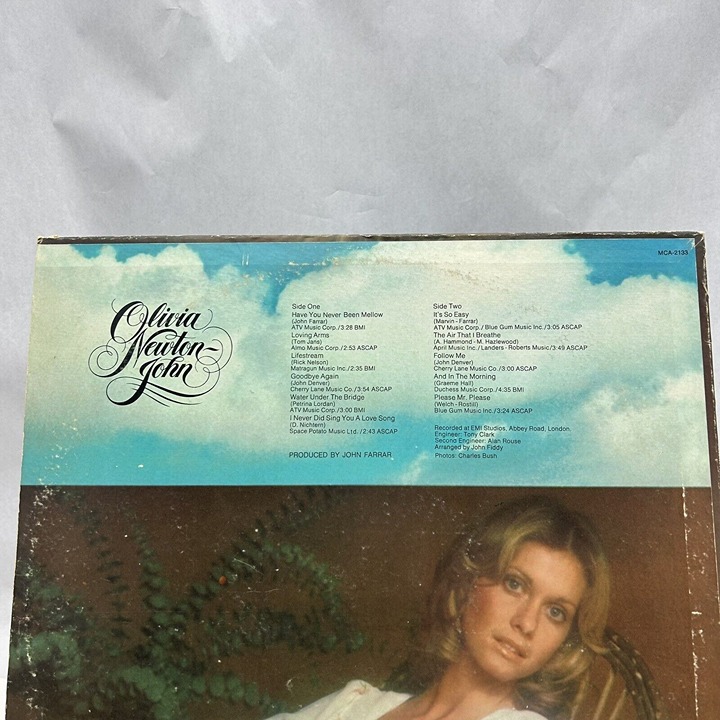 MCA-2133
Olivia
Newton-
John
Side One
Have You Never Been Mellow
(John Farrar)
ATV Music Corp./3:28 BMI
Loving Arms
(Tom Jans)
Almo Music Corp./2:53 ASCAP
Lifestream
(Rick Nelson)
Matragun Music Inc./2:35 BMI
Goodbye Again
(John Denver)
Cherry Lane Music Co./3:54 ASCAP
Water Under The Bridge
(Petrina Lordan)
ATV Music Corp./3:00 BMI
I Never Did Sing You A Love Song
(D. Nichtern)
Space Potato Music Ltd./2:43 ASCAP
PRODUCED BY JOHN FARRAR
Side Two
It's So Easy
(Marvin - Farrar)
ATV Music Corp./Blue Gum Music Inc./3:05 ASCAP
The Air That I Breathe
(A. Hammond - M. Hazlewood)
April Music Inc./Landers - Roberts Music/3:49 ASCAP
Follow Me
(John Denver)
Cherry Lane Music Co./3:00 ASCAP
And In The Morning
(Graeme Hall)
Duchess Music Corp./4:35 BMI
Please Mr. Please
(Welch - Rostill)
Blue Gum Music Inc./3:24 ASCAP
Recorded at EMI Studios, Abbey Road, London.
Engineer: Tony Clark
Second Engineer: Alan Rouse
Arranged by John Fiddy
Photos: Charles Bush